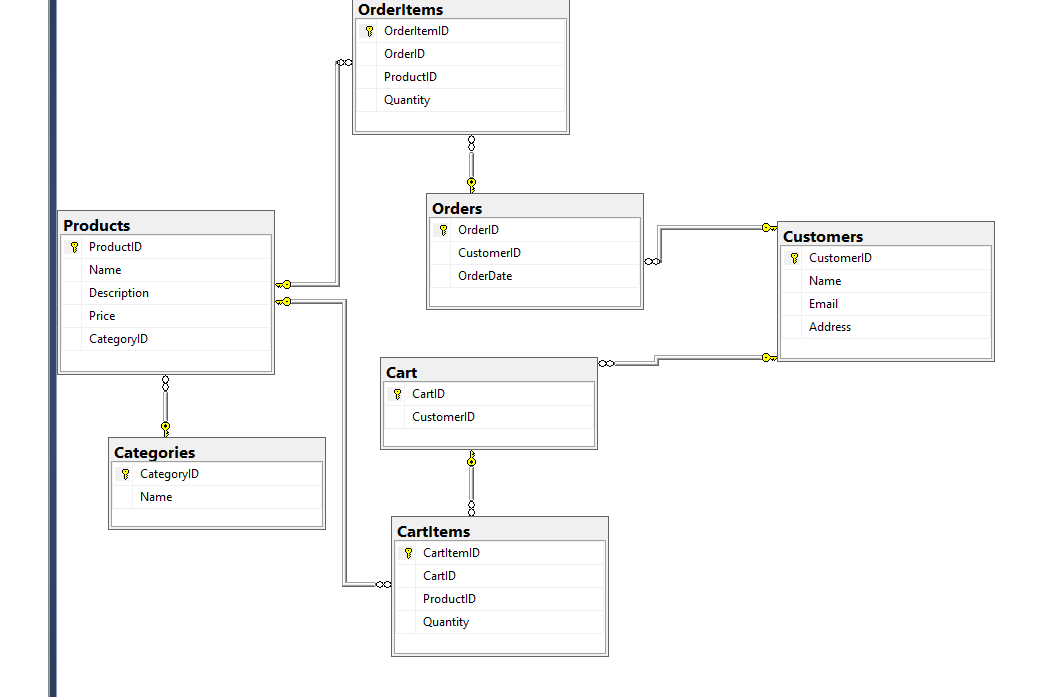 OrderItems
OrderItemID
OrderID
ProductID
Quantity
Products
ProductID
Name
Description
Price
CategoryID
Orders
OrderID
CustomerID
OrderDate
Customers
CustomerID
Name
Email
Address
Cart
CartID
CustomerID
Categories
CategoryID
Name
CartItems
CartItemID
CartID
ProductID
Quantity